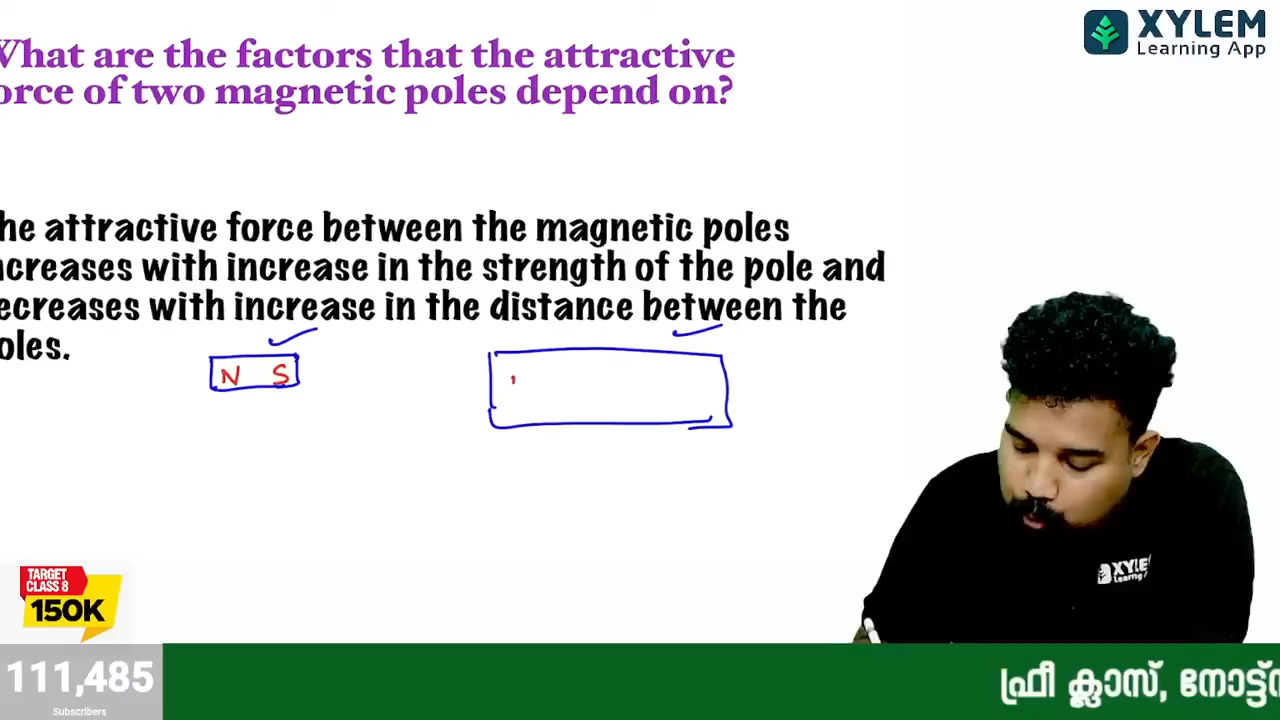 What are the factors that the attractive
orce of two magnetic poles depend on?
he attractive force between the magnetic poles
ncreases with increase in the strength of the pole and
ecreases with increase in the distance between the
oles.
N S
XYLEM
Learning App
XYLE
Learning A
TARGET
CLASS 8
150K
111,485
Subscribers
ഫ്രീ ക്ലാസ്, നോട്ട്സ